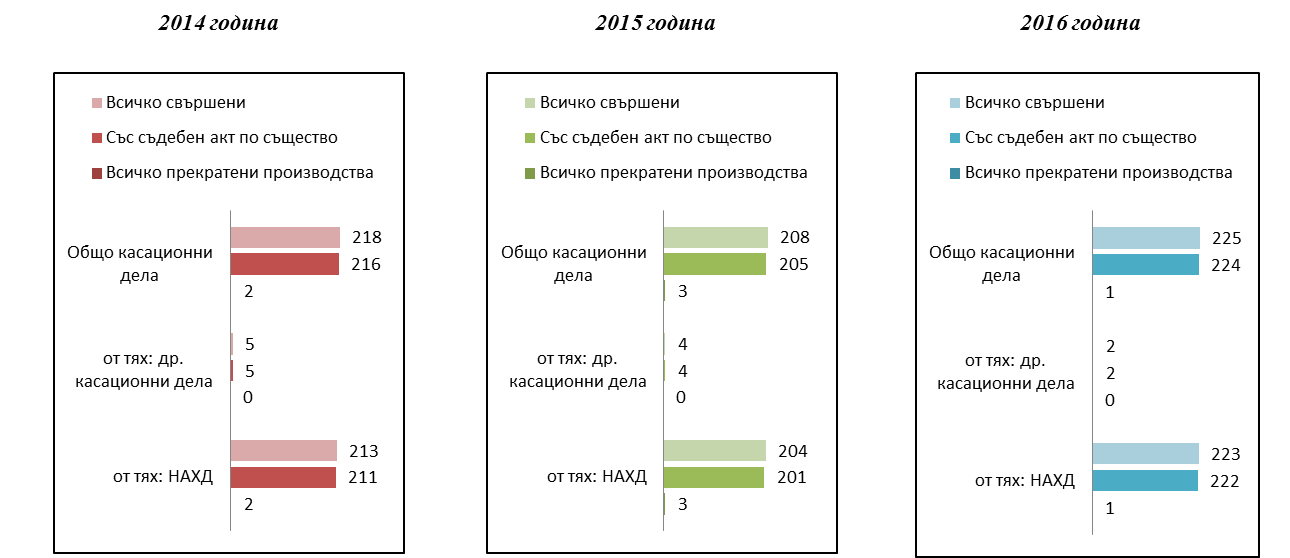 2014 година
Всичко свършени
Със съдебен акт по същество
Всичко прекратени производства
Общо касационни
дела
218
216
2
от тях: др.
касационни дела
5
5
0
от тях: НАХД
213
211
2
2015 година
Всичко свършени
Със съдебен акт по същество
Всичко прекратени производства
Общо касационни
дела
208
205
3
от тях: др.
касационни дела
4
4
0
от тях: НАХД
204
201
3
2016 година
Всичко свършени
Със съдебен акт по същество
Всичко прекратени производства
Общо касационни
дела
225
224
1
от тях: др.
касационни дела
2
2
0
от тях: НАХД
223
222
1